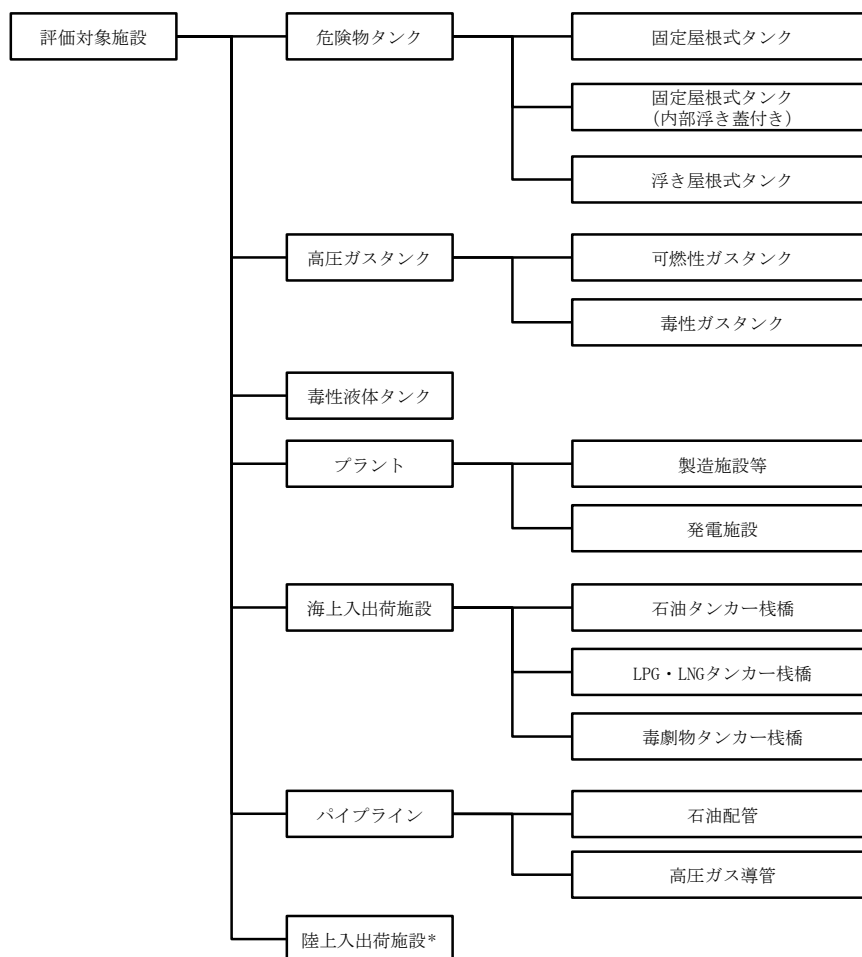 評価対象施設
危険物タンク
固定屋根式タンク
固定屋根式タンク
（内部浮き蓋付き）
浮き屋根式タンク
高圧ガスタンク
可燃性ガスタンク
毒性ガスタンク
毒性液体タンク
プラント
製造施設等
発電施設
海上入出荷施設
石油タンカー桟橋
LPG・LNGタンカー桟橋
毒劇物タンカー桟橋
パイプライン
石油配管
高圧ガス導管
陸上入出荷施設*